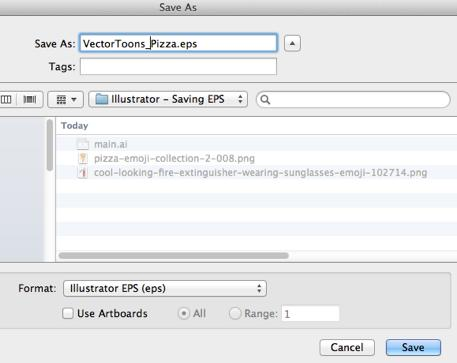 Save As
Save As: VectorToons_Pizza.eps
Tags:
Illustrator – Saving EPS
Today
main.ai
pizza-emoji-collection-2-008.png
cool-looking-fire-extinguisher-wearing-sunglasses-emoji-102714.png
Format: Illustrator EPS (eps)
Use Artboards All Range: 1
Cancel Save